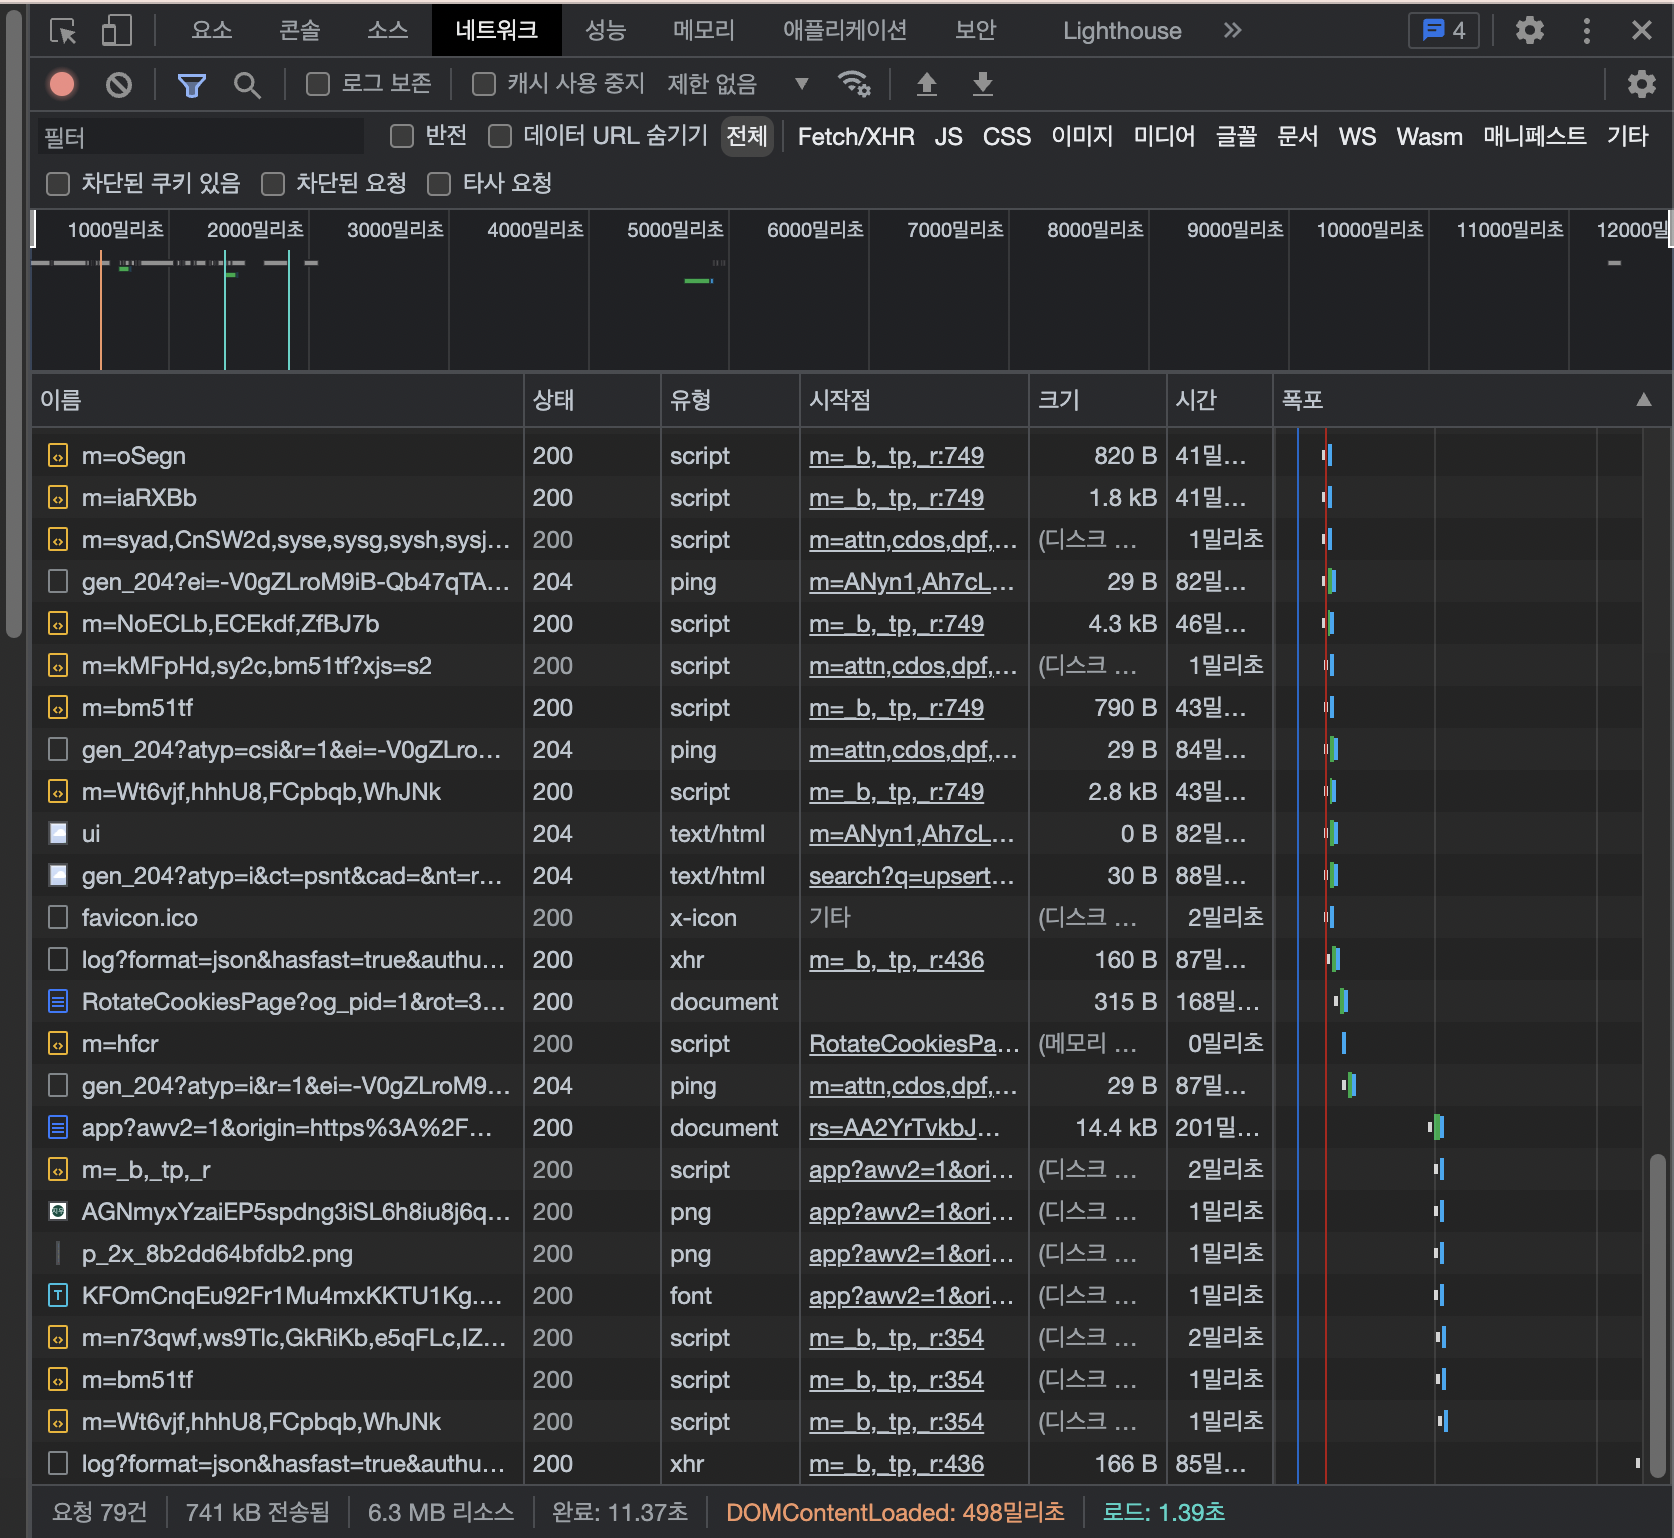 요소 콘솔 소스 네트워크 성능 메모리 애플리케이션 보안 Lighthouse » 4
로그 보존 캐시 사용 중지 제한 없음
필터 반전 데이터 URL 숨기기 전체 Fetch/XHR JS CSS 이미지 미디어 글꼴 문서 WS Wasm 매니페스트 기타
차단된 쿠키 있음 차단된 요청 타사 요청
1000밀리초 2000밀리초 3000밀리초 4000밀리초 5000밀리초 6000밀리초 7000밀리초 8000밀리초 9000밀리초 10000밀리초 11000밀리초 12000밀
이름 상태 유형 시작점 크기 시간 폭포
m=oSegn 200 script m=_b,_tp,_r:749 820 B 41밀...
m=iaRXBb 200 script m=_b,_tp,_r:749 1.8 kB 41밀...
m=syad,CnSW2d,syse,sysg,sysh,sysj... 200 script m=attn,cdos,dpf,... (디스크 ... 1밀리초
gen_204?ei=-V0gZLroM9iB-Qb47qTA... 204 ping m=ANyn1,Ah7cL... 29 B 82밀...
m=NoECLb,ECEkdf,ZfBJ7b 200 script m=_b,_tp,_r:749 4.3 kB 46밀...
m=kMFpHd,sy2c,bm51tf?xjs=s2 200 script m=attn,cdos,dpf,... (디스크 ... 1밀리초
m=bm51tf 200 script m=_b,_tp,_r:749 790 B 43밀...
gen_204?atyp=csi&r=1&ei=-V0gZLro... 204 ping m=attn,cdos,dpf,... 29 B 84밀...
m=Wt6vjf,hhhU8,FCpbqb,WhJNk 200 script m=_b,_tp,_r:749 2.8 kB 43밀...
ui 204 text/html m=ANyn1,Ah7cL... 0 B 82밀...
gen_204?atyp=i&ct=psnt&cad=&nt=r... 204 text/html search?q=upsert... 30 B 88밀...
favicon.ico 200 x-icon 기타 (디스크 ... 2밀리초
log?format=json&hasfast=true&authu... 200 xhr m=_b,_tp,_r:436 160 B 87밀...
RotateCookiesPage?og_pid=1&rot=3... 200 document 315 B 168밀...
m=hfcr 200 script RotateCookiesPa... (메모리 ... 0밀리초
gen_204?atyp=i&r=1&ei=-V0gZLroM9... 204 ping m=attn,cdos,dpf,... 29 B 87밀...
app?awv2=1&origin=https%3A%2F... 200 document rs=AA2YrTvkbJ... 14.4 kB 201밀...
m=_b,_tp,_r 200 script app?awv2=1&ori... (디스크 ... 2밀리초
AGNmyxYzaiEP5spdng3iSL6h8iu8j6q... 200 png app?awv2=1&ori... (디스크 ... 1밀리초
p_2x_8b2dd64bfdb2.png 200 png app?awv2=1&ori... (디스크 ... 1밀리초
KFOmCnqEu92Fr1Mu4mxKKTU1Kg.... 200 font app?awv2=1&ori... (디스크 ... 1밀리초
m=n73qwf,ws9Tlc,GkRiKb,e5qFLc,IZ... 200 script m=_b,_tp,_r:354 (디스크 ... 2밀리초
m=bm51tf 200 script m=_b,_tp,_r:354 (디스크 ... 1밀리초
m=Wt6vjf,hhhU8,FCpbqb,WhJNk 200 script m=_b,_tp,_r:354 (디스크 ... 1밀리초
log?format=json&hasfast=true&authu... 200 xhr m=_b,_tp,_r:436 166 B 85밀...
요청 79건 741 kB 전송됨 6.3 MB 리소스 완료: 11.37초 DOMContentLoaded: 498밀리초 로드: 1.39초